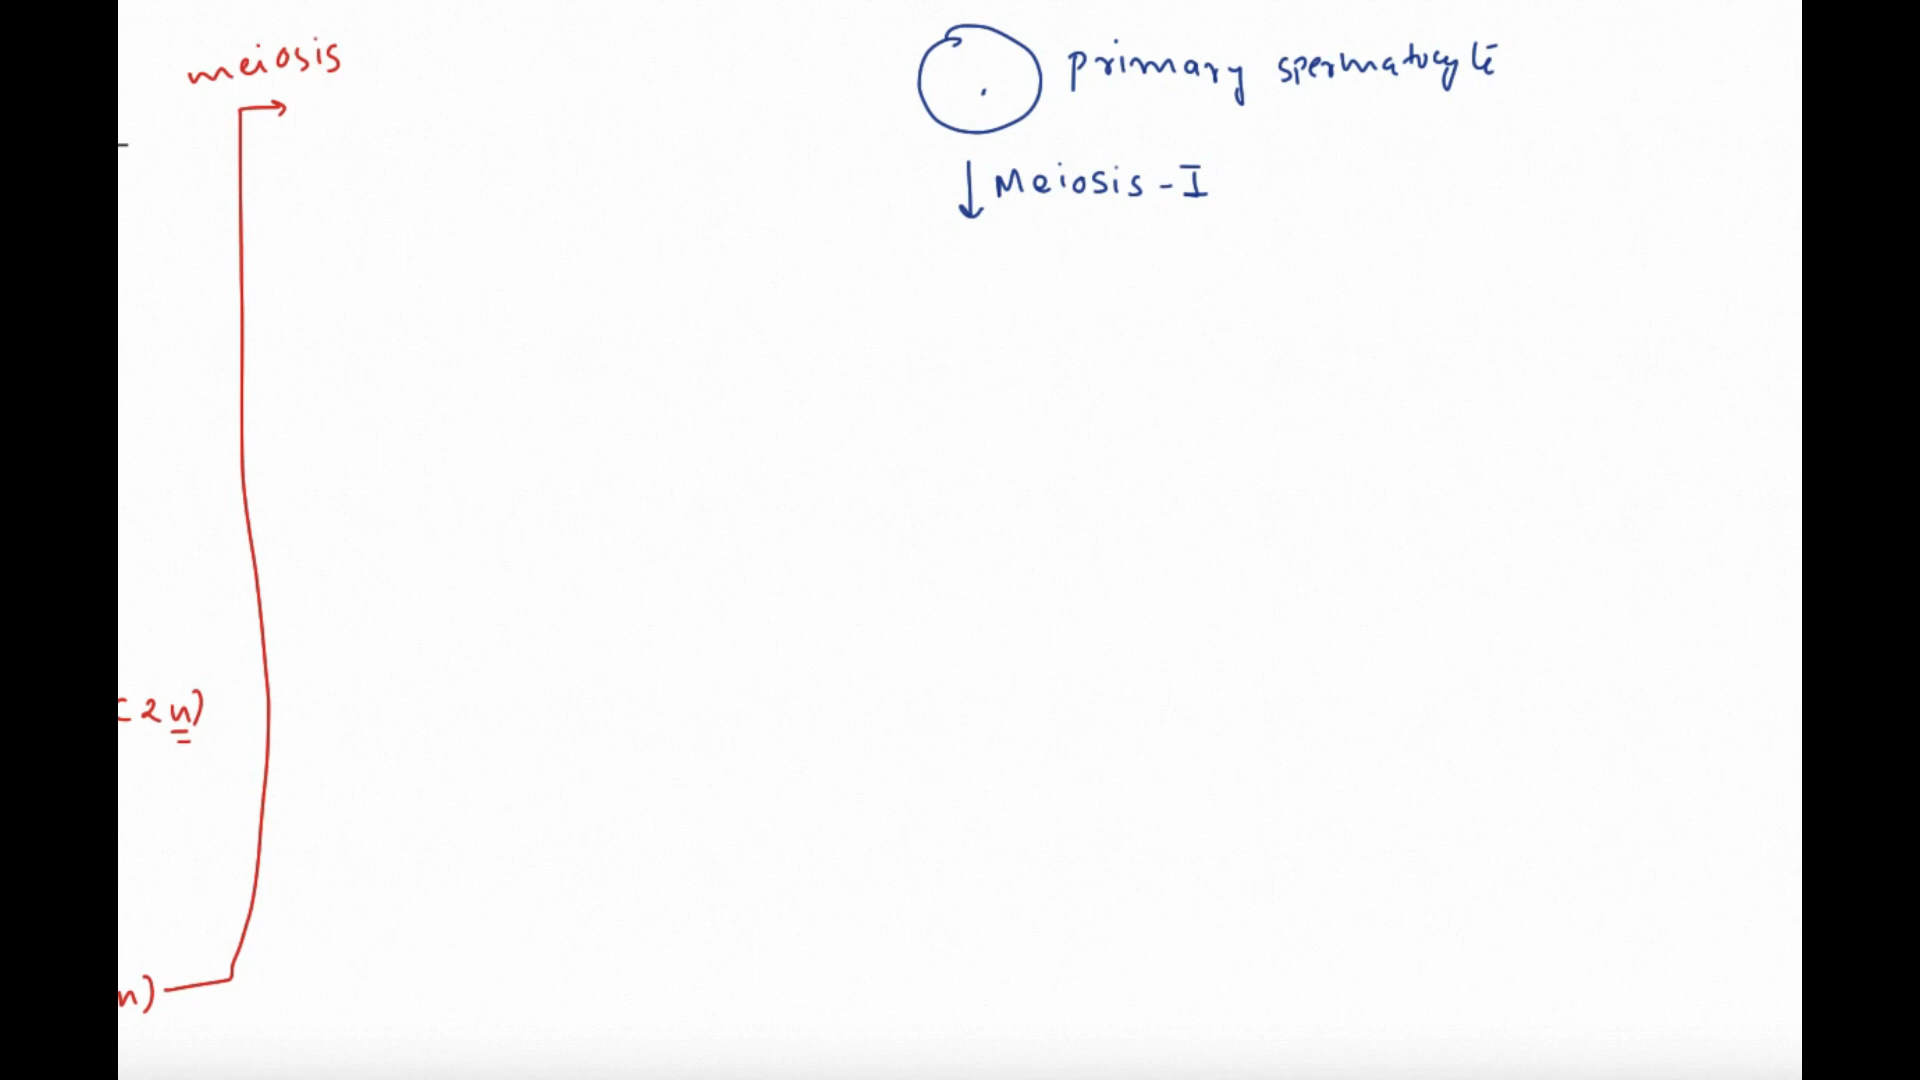 meiosis
primary spermatocyte
Meiosis - I
2n)
n)